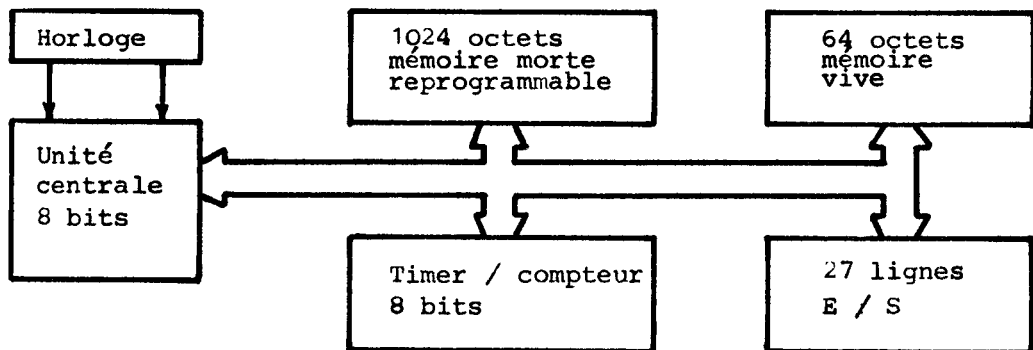 Horloge
1024 octets
mémoire morte
reprogrammable
64 octets
mémoire
vive
Unité
centrale
8 bits
Timer / compteur
8 bits
27 lignes
E / S